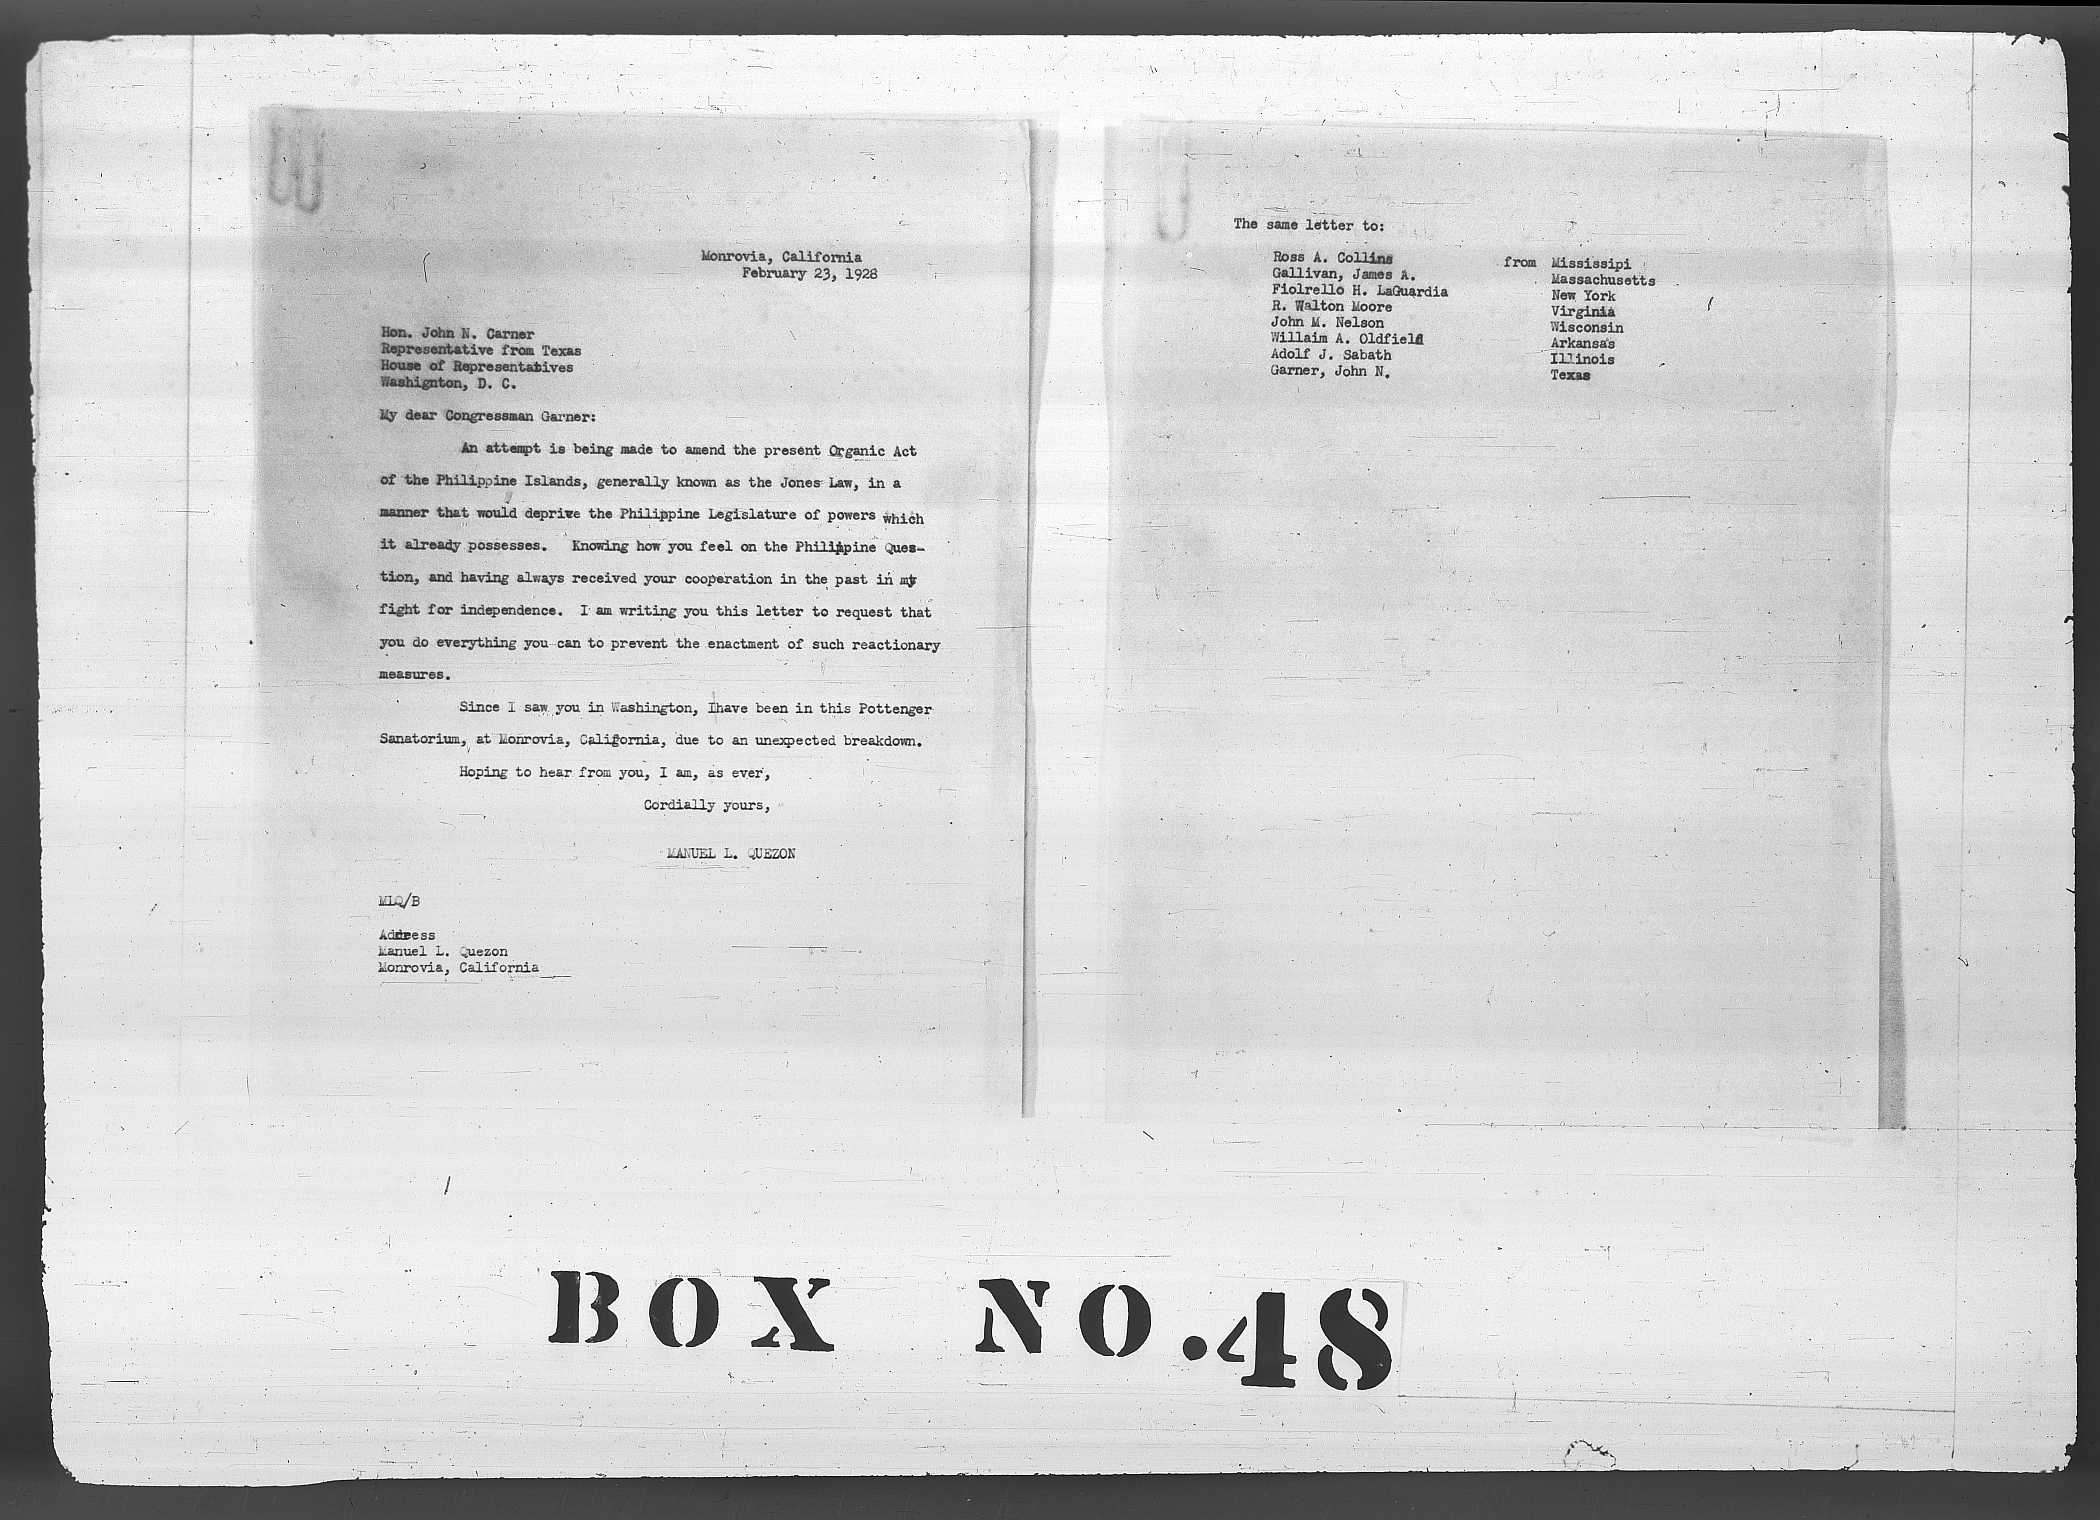 Monrovia, California
February 23, 1928
Hon. John N. Carner
Representative from Texas
House of Representatives
Washignton, D. C.
My dear Congressman Garner:
An attempt is being made to amend the present Organic Act
of the Philippine Islands, generally known as the Jones Law, in a
manner that would deprive the Philippine Legislature of powers which
it already possesses. Knowing how you feel on the Philippine Ques-
tion, and having always received your cooperation in the past in my
fight for independence. I am writing you this letter to request that
you do everything you can to prevent the enactment of such reactionary
measures.
Since I saw you in Washington, Ihave been in this Pottenger
Sanatorium, at Monrovia, California, due to an unexpected breakdown.
Hoping to hear from you, I am, as ever,
Cordially yours,
MANUEL L. QUEZON
MLQ/B
Address
Manuel L. Quezon
Monrovia, California
The same letter to:
Ross A. Collins from Mississipi
Gallivan, James A. Massachusetts
Fiolrello H. LaGuardia New York
R. Walton Moore Virginia
John M. Nelson Wisconsin
Willaim A. Oldfield Arkansas
Adolf J. Sabath Illinois
Garner, John N. Texas
BOX NO. 48